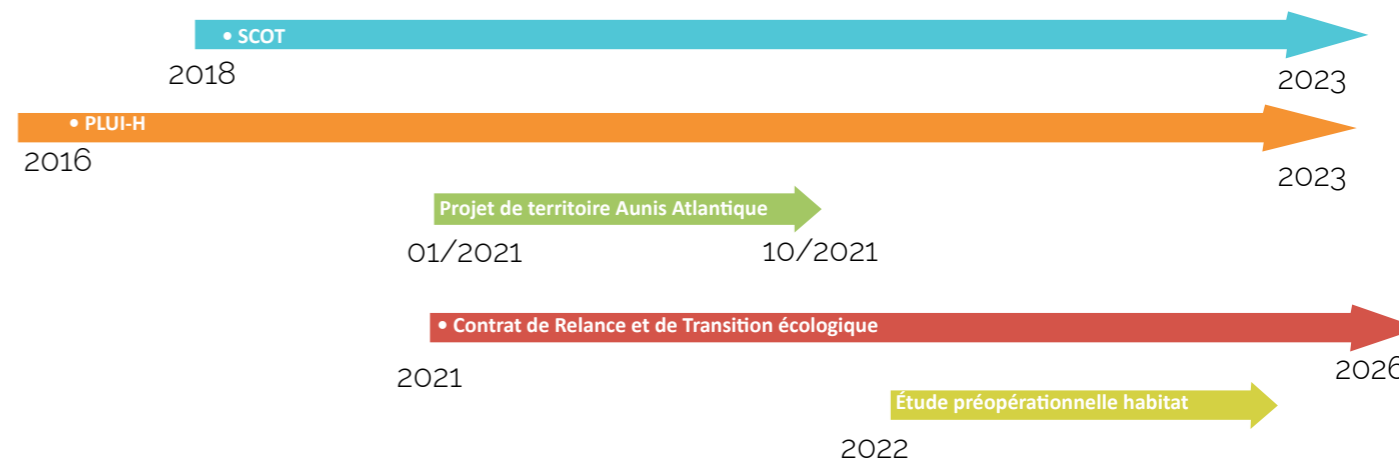 • SCOT
2018
2023
• PLUI-H
2016
2023
Projet de territoire Aunis Atlantique
01/2021
10/2021
• Contrat de Relance et de Transition écologique
2021
2026
Étude préopérationnelle habitat
2022